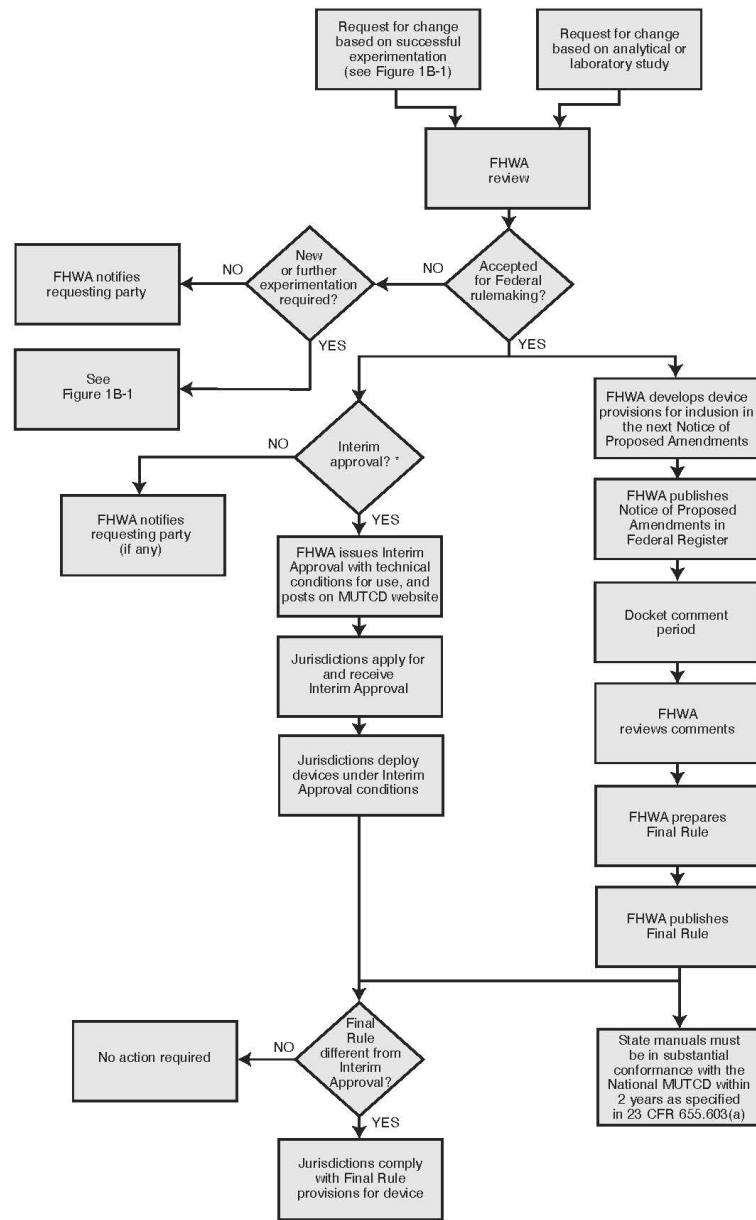 Request for change
based on successful
experimentation
(see Figure 1B-1)
Request for change
based on analytical or
laboratory study
FHWA
review
New
or further
experimentation
required?
Accepted
for Federal
rulemaking?
NO
NO
FHWA notifies
requesting party
YES
YES
See
Figure 1B-1
FHWA develops device
provisions for inclusion in
the next Notice of
Proposed Amendments
Interim
approval? *
NO
FHWA notifies
requesting party
(if any)
YES
FHWA publishes
Notice of Proposed
Amendments in
Federal Register
FHWA issues Interim
Approval with technical
conditions for use, and
posts on MUTCD website
Docket comment
period
Jurisdictions apply for
and receive
Interim Approval
FHWA
reviews comments
Jurisdictions deploy
devices under Interim
Approval conditions
FHWA prepares
Final Rule
FHWA publishes
Final Rule
Final
Rule
different from
Interim
Approval?
NO
No action required
State manuals must
be in substantial
conformance with the
National MUTCD within
2 years as specified
in 23 CFR 655.603(a)
YES
Jurisdictions comply
with Final Rule
provisions for device